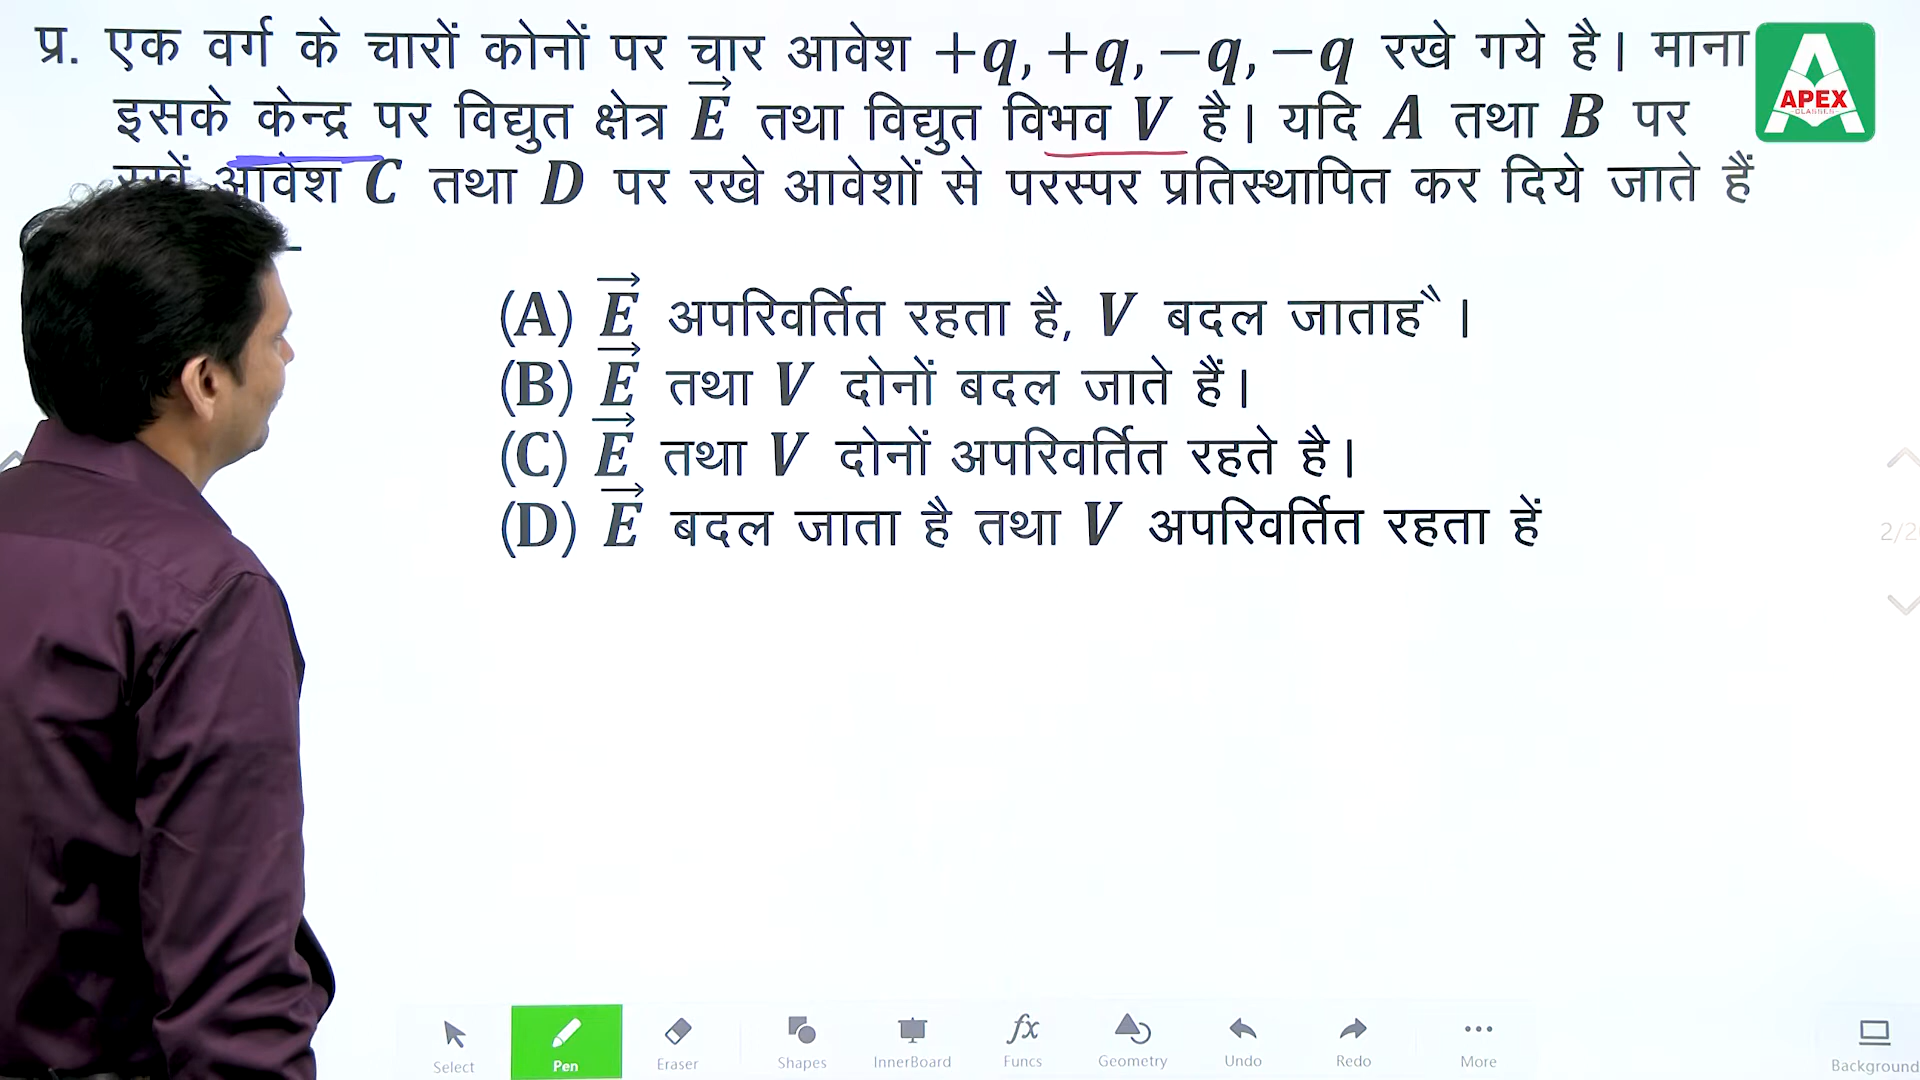 प्र. एक वर्ग के चारों कोनों पर चार आवेश +q, +q, −q, −q रखे गये है। माना
इसके केन्द्र पर विद्युत क्षेत्र E⃗ तथा विद्युत विभव V है। यदि A तथा B पर
आवेश C तथा D पर रखे आवेशों से परस्पर प्रतिस्थापित कर दिये जाते हैं
(A) E⃗ अपरिवर्तित रहता है, V बदल जाताहै ।
(B) E⃗ तथा V दोनों बदल जाते हैं।
(C) E⃗ तथा V दोनों अपरिवर्तित रहते है।
(D) E⃗ बदल जाता है तथा V अपरिवर्तित रहता हें
APEX
CLASSES
Select
Pen
Eraser
Shapes
InnerBoard
fx
Funcs
Geometry
Undo
Redo
More
Background